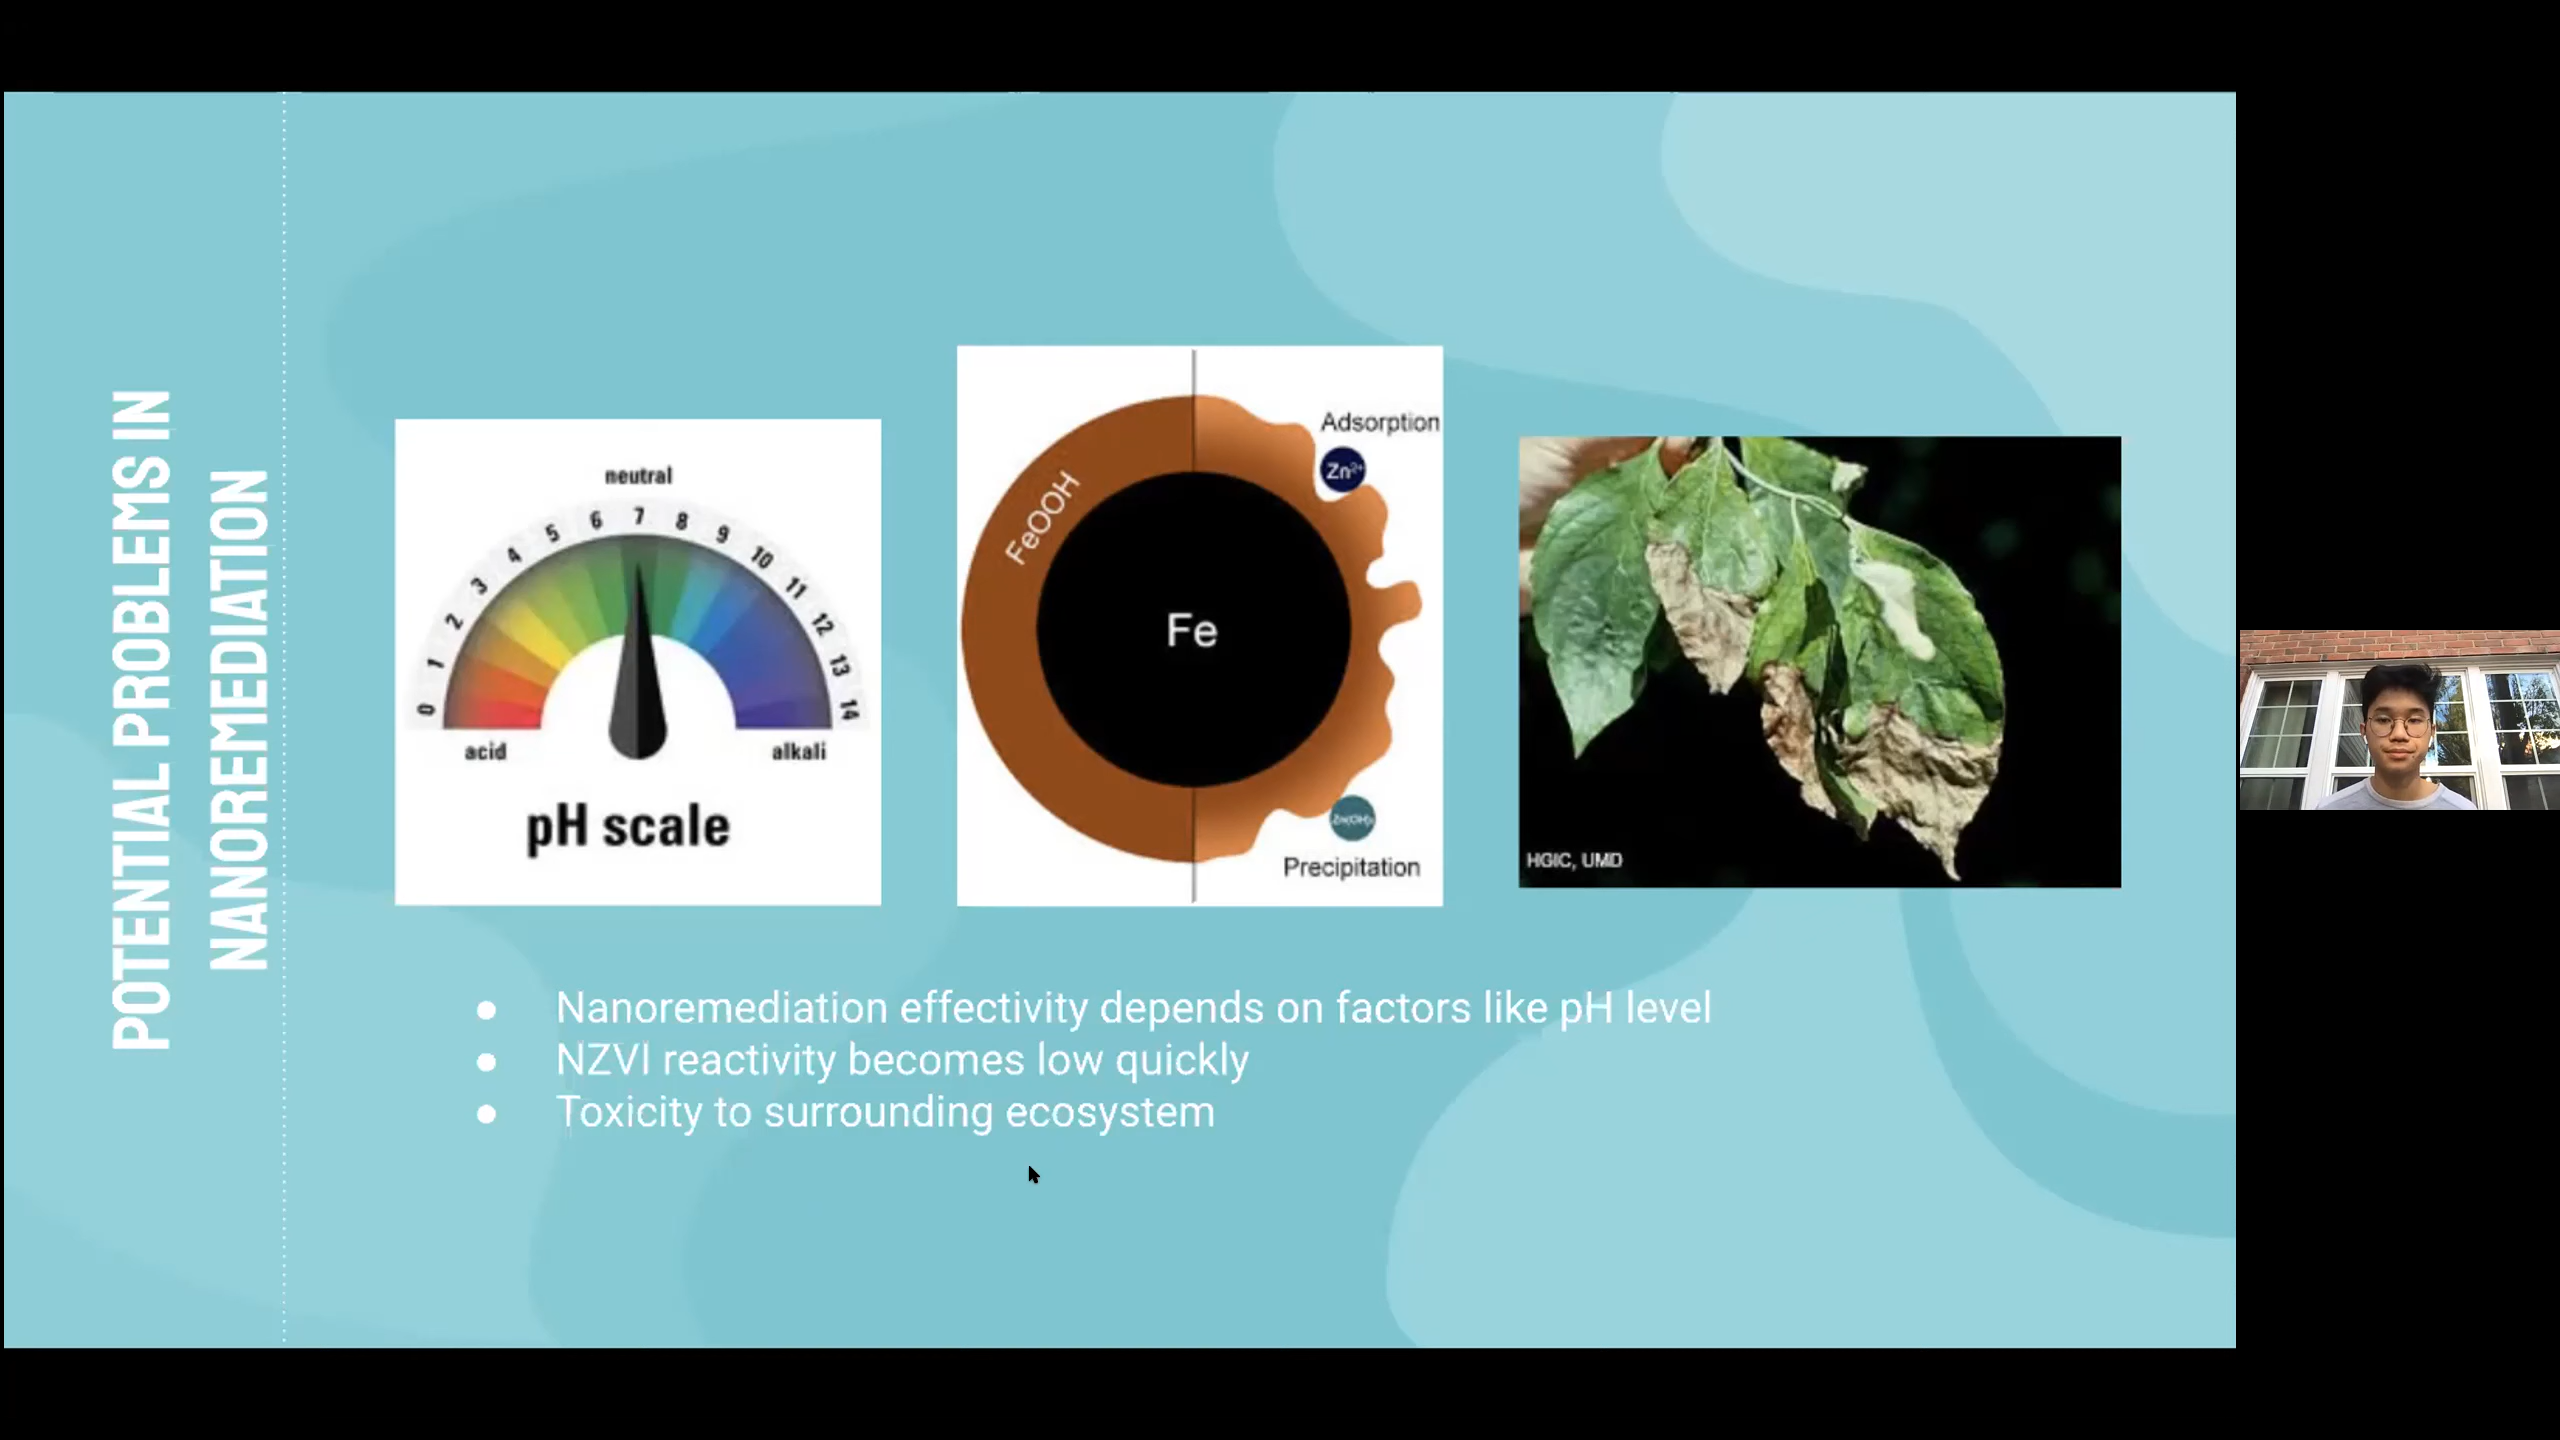 POTENTIAL PROBLEMS IN
NANOREMEDIATION
neutral
0 1 2 3 4 5 6 7 8 9 10 11 12 13 14
acid
alkali
pH scale
FeOOH
Fe
Adsorption
Zn²⁺
Zn(OH)₂
Precipitation
HGIC, UMD
● Nanoremediation effectivity depends on factors like pH level
● NZVI reactivity becomes low quickly
● Toxicity to surrounding ecosystem